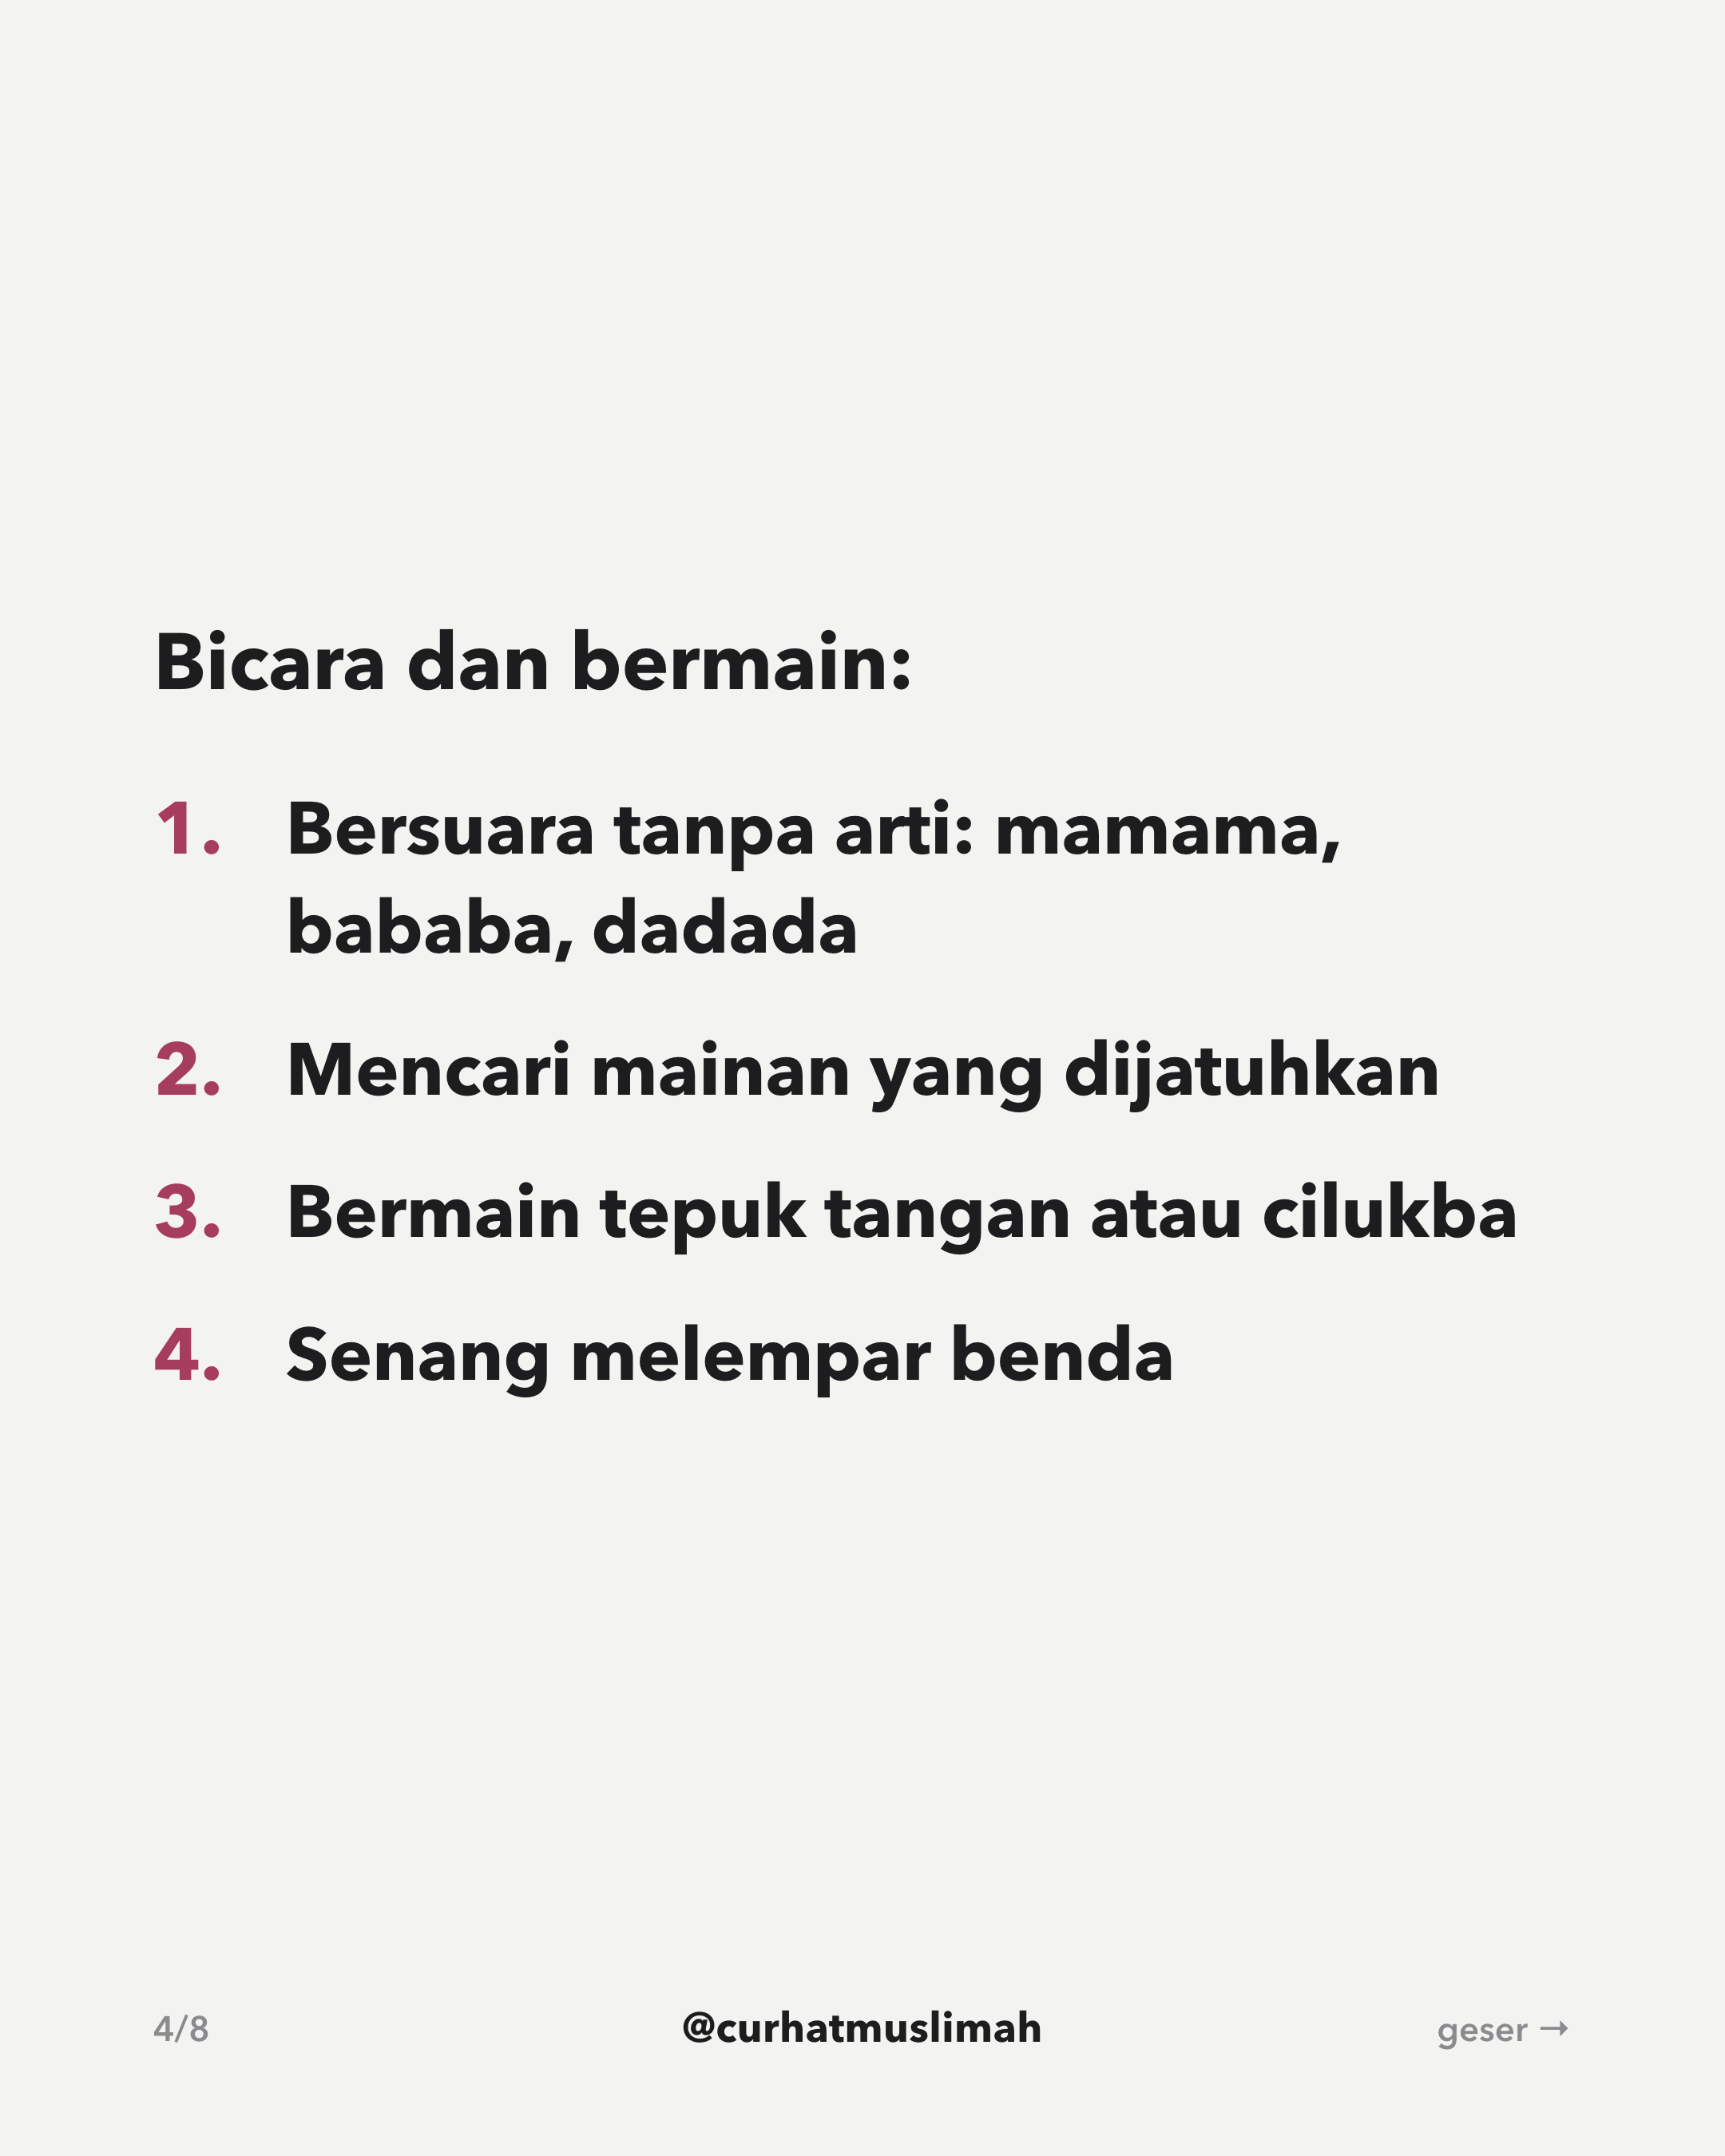 Bicara dan bermain:
1. Bersuara tanpa arti: mamama,
bababa, dadada
2. Mencari mainan yang dijatuhkan
3. Bermain tepuk tangan atau cilukba
4. Senang melempar benda
4/8
@curhatmuslimah
geser →